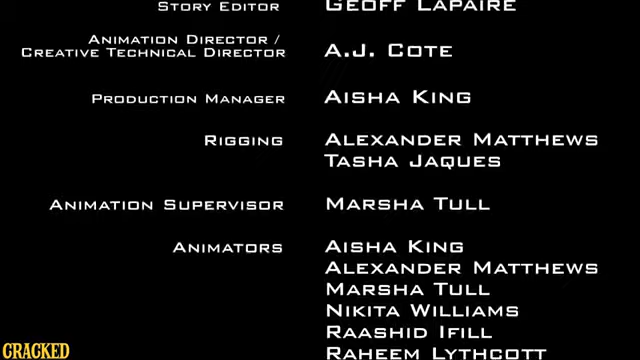 STORY EDITOR GEOFF LAPAIRE
ANIMATION DIRECTOR /
CREATIVE TECHNICAL DIRECTOR A.J. COTE
PRODUCTION MANAGER AISHA KING
RIGGING ALEXANDER MATTHEWS
TASHA JAQUES
ANIMATION SUPERVISOR MARSHA TULL
ANIMATORS AISHA KING
ALEXANDER MATTHEWS
MARSHA TULL
NIKITA WILLIAMS
RAASHID IFILL
RAHEEM LYTHCOTT
CRACKED